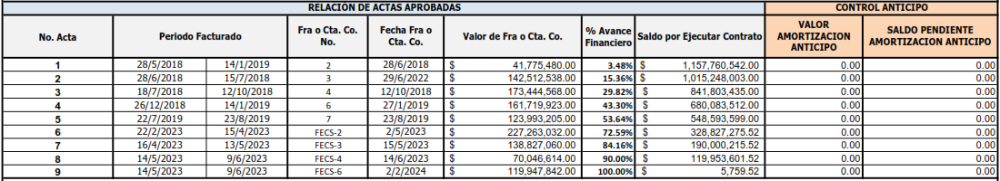 RELACIÓN DE ACTAS APROBADAS CONTROL ANTICIPO
No. Acta Periodo Facturado Fra o Cta. Co. No. Fecha Fra o Cta. Co. Valor de Fra o Cta. Co. % Avance Financiero Saldo por Ejecutar Contrato VALOR AMORTIZACION ANTICIPO SALDO PENDIENTE AMORTIZACION ANTICIPO
1 28/5/2018 14/1/2019 2 28/6/2018 $ 41,775,480.00 3.48% $ 1,157,760,542.00 0.00 0.00
2 28/6/2018 15/7/2018 3 29/6/2022 $ 142,512,538.00 15.36% $ 1,015,248,003.00 0.00 0.00
3 18/7/2018 12/10/2018 4 12/10/2018 $ 173,444,568.00 29.82% $ 841,803,435.00 0.00 0.00
4 26/12/2018 14/1/2019 6 27/1/2019 $ 161,719,923.00 43.30% $ 680,083,512.00 0.00 0.00
5 22/7/2019 23/8/2019 7 23/8/2019 $ 123,993,205.00 53.64% $ 548,593,599.00 0.00 0.00
6 22/2/2023 15/4/2023 FECS-2 2/5/2023 $ 227,263,032.00 72.59% $ 328,827,275.52 0.00 0.00
7 16/4/2023 13/5/2023 FECS-3 15/5/2023 $ 138,827,060.00 84.16% $ 190,000,215.52 0.00 0.00
8 14/5/2023 9/6/2023 FECS-4 14/6/2023 $ 70,046,614.00 90.00% $ 119,953,601.52 0.00 0.00
9 14/5/2023 9/6/2023 FECS-6 2/2/2024 $ 119,947,842.00 100.00% $ 5,759.52 0.00 0.00